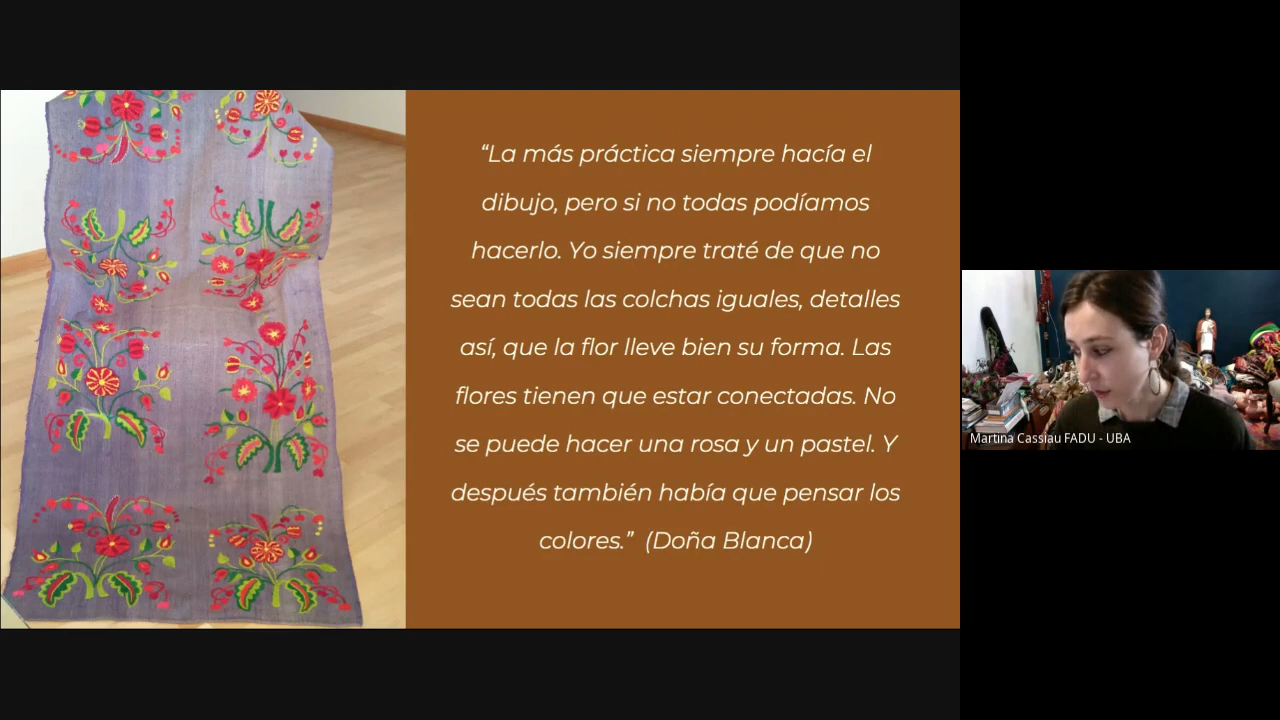 “La más práctica siempre hacía el
dibujo, pero si no todas podíamos
hacerlo. Yo siempre traté de que no
sean todas las colchas iguales, detalles
así, que la flor lleve bien su forma. Las
flores tienen que estar conectadas. No
se puede hacer una rosa y un pastel. Y
después también había que pensar los
colores.” (Doña Blanca)
Martina Cassiau FADU - UBA